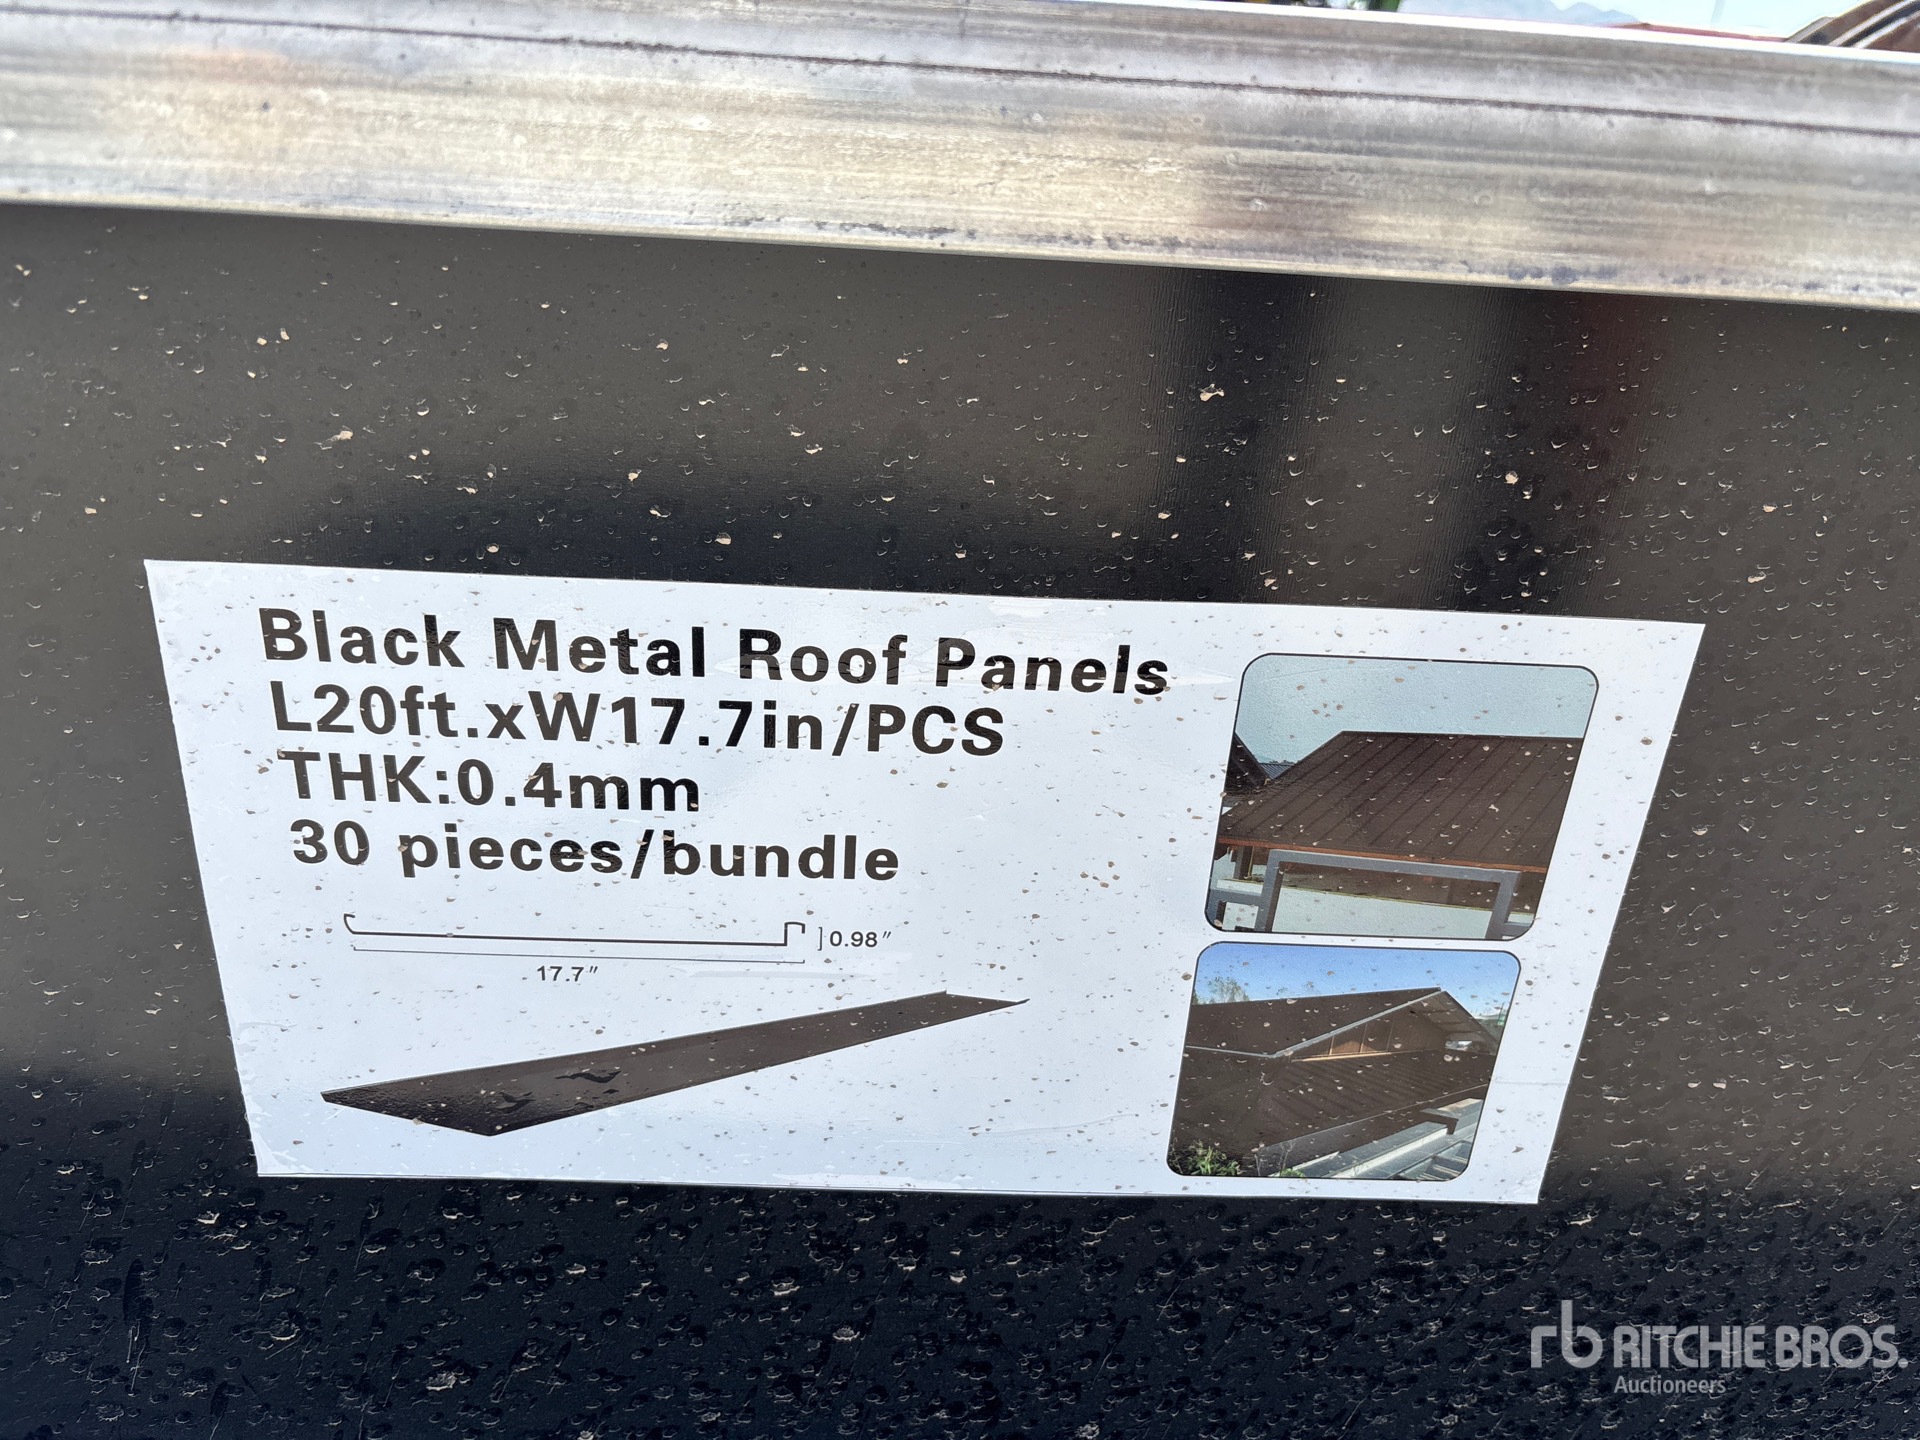 Black Metal Roof Panels
L20ft.xW17.7in/PCS
THK:0.4mm
30 pieces/bundle
0.98″
17.7″
rb RITCHIE BROS.
Auctioneers